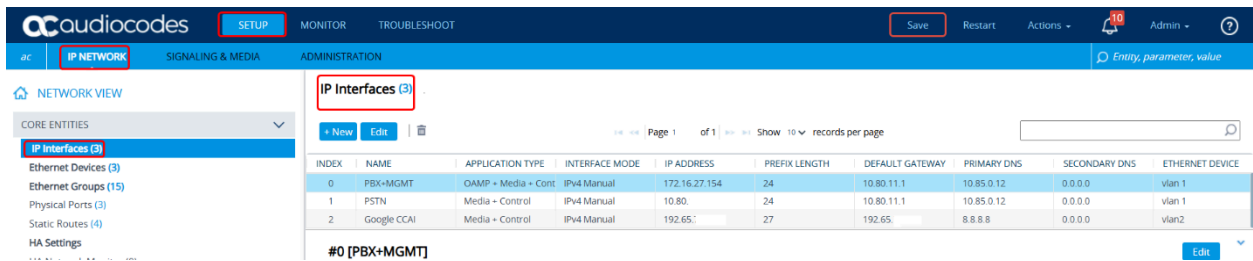 audiocodes SETUP MONITOR TROUBLESHOOT Save Restart Actions 10 Admin ?
ac IP NETWORK SIGNALING & MEDIA ADMINISTRATION Entity, parameter, value
NETWORK VIEW
CORE ENTITIES
IP Interfaces (3)
Ethernet Devices (3)
Ethernet Groups (15)
Physical Ports (3)
Static Routes (4)
HA Settings
IP Interfaces (3)
+ New Edit Page 1 of 1 Show 10 records per page
INDEX NAME APPLICATION TYPE INTERFACE MODE IP ADDRESS PREFIX LENGTH DEFAULT GATEWAY PRIMARY DNS SECONDARY DNS ETHERNET DEVICE
0 PBX+MGMT OAMP + Media + Cont IPv4 Manual 172.16.27.154 24 10.80.11.1 10.85.0.12 0.0.0.0 vlan 1
1 PSTN Media + Control IPv4 Manual 10.80. 24 10.80.11.1 10.85.0.12 0.0.0.0 vlan 1
2 Google CCAI Media + Control IPv4 Manual 192.65. 27 192.65. 8.8.8.8 0.0.0.0 vlan2
#0 [PBX+MGMT] Edit